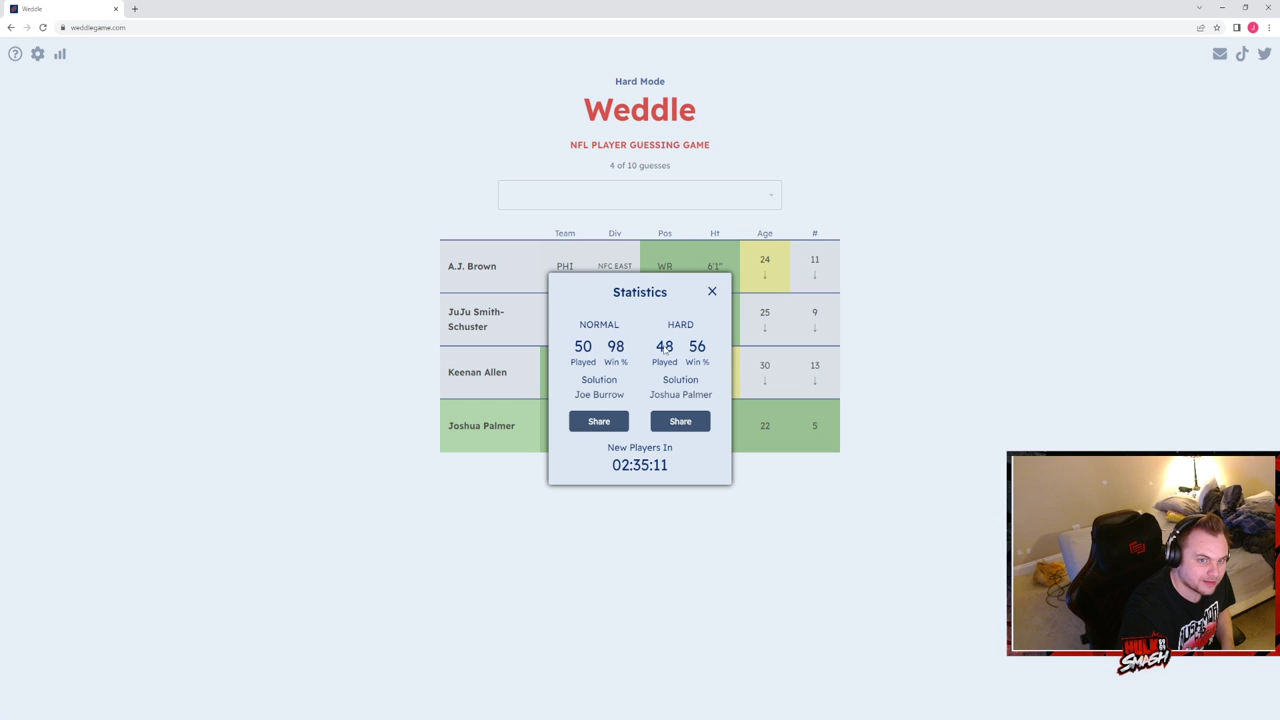 Weddle
weddlegame.com
J
Hard Mode
Weddle
NFL PLAYER GUESSING GAME
4 of 10 guesses
Team Div Pos Ht Age #
A.J. Brown PHI NFC EAST WR 6'1" 24 ↓ 11 ↓
JuJu Smith-
Schuster 25 ↓ 9 ↓
Keenan Allen 30 ↓ 13 ↓
Joshua Palmer 22 5
Statistics
NORMAL HARD
50 98 48 56
Played Win % Played Win %
Solution Solution
Joe Burrow Joshua Palmer
Share Share
New Players In
02:35:11
HULK
SMASH